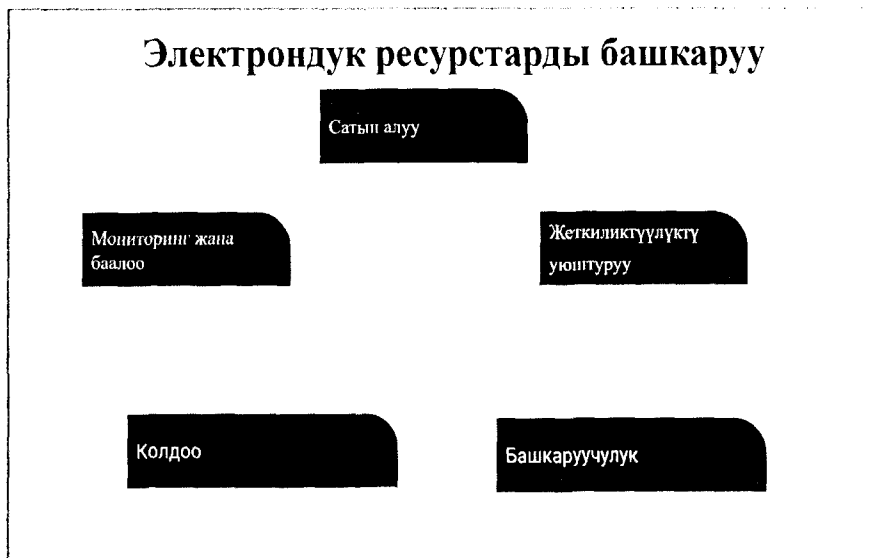 Электрондук ресурстарды башкаруу
Сатып алуу
Мониторинг жана
баалоо
Жеткиликтүүлүктү
уюштуруу
Колдоо
Башкаруучулук